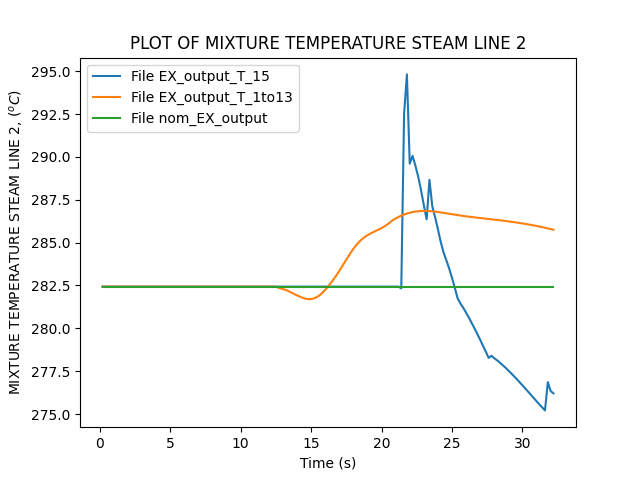 PLOT OF MIXTURE TEMPERATURE STEAM LINE 2
File EX_output_T_15
File EX_output_T_1to13
File nom_EX_output
MIXTURE TEMPERATURE STEAM LINE 2, (°C)
295.0
292.5
290.0
287.5
285.0
282.5
280.0
277.5
275.0
0 5 10 15 20 25 30
Time (s)